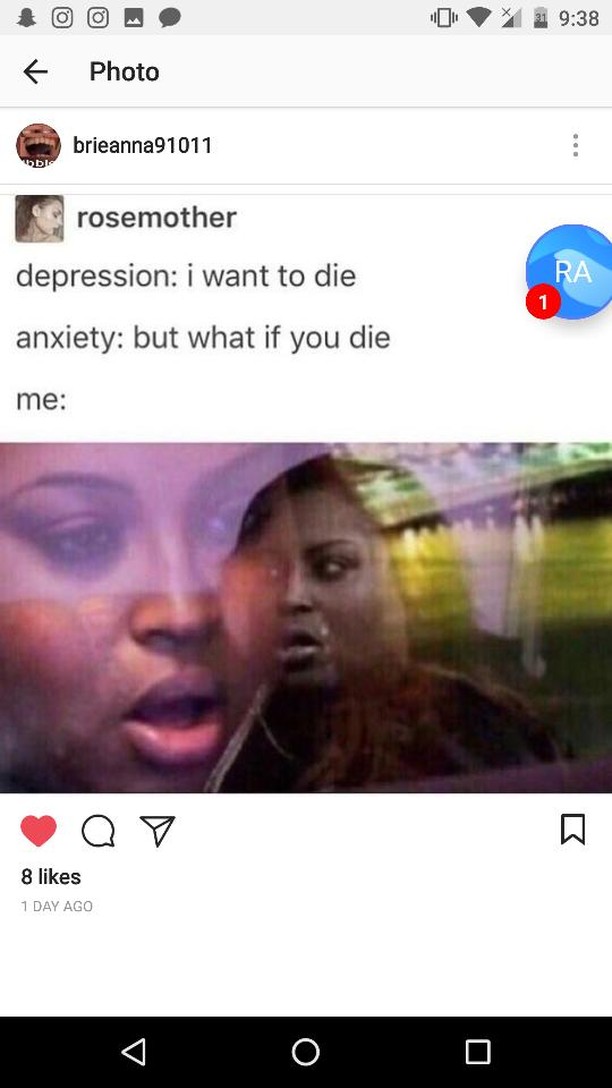 9:38
Photo
brieanna91011
rosemother
depression: i want to die
RA
1
anxiety: but what if you die
me:
8 likes
1 DAY AGO